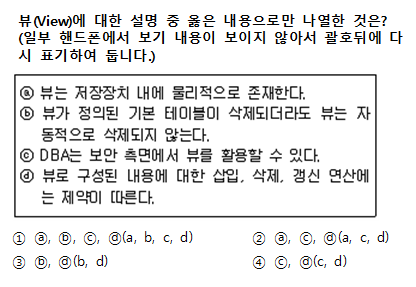 뷰(View)에 대한 설명 중 옳은 내용으로만 나열한 것은?
(일부 핸드폰에서 보기 내용이 보이지 않아서 괄호뒤에 다
시 표기하여 둡니다.)
ⓐ 뷰는 저장장치 내에 물리적으로 존재한다.
ⓑ 뷰가 정의된 기본 테이블이 삭제되더라도 뷰는 자
동적으로 삭제되지 않는다.
ⓒ DBA는 보안 측면에서 뷰를 활용할 수 있다.
ⓓ 뷰로 구성된 내용에 대한 삽입, 삭제, 갱신 연산에
는 제약이 따른다.
① ⓐ, ⓑ, ⓒ, ⓓ(a, b, c, d) ② ⓐ, ⓒ, ⓓ(a, c, d)
③ ⓑ, ⓓ(b, d) ④ ⓒ, ⓓ(c, d)